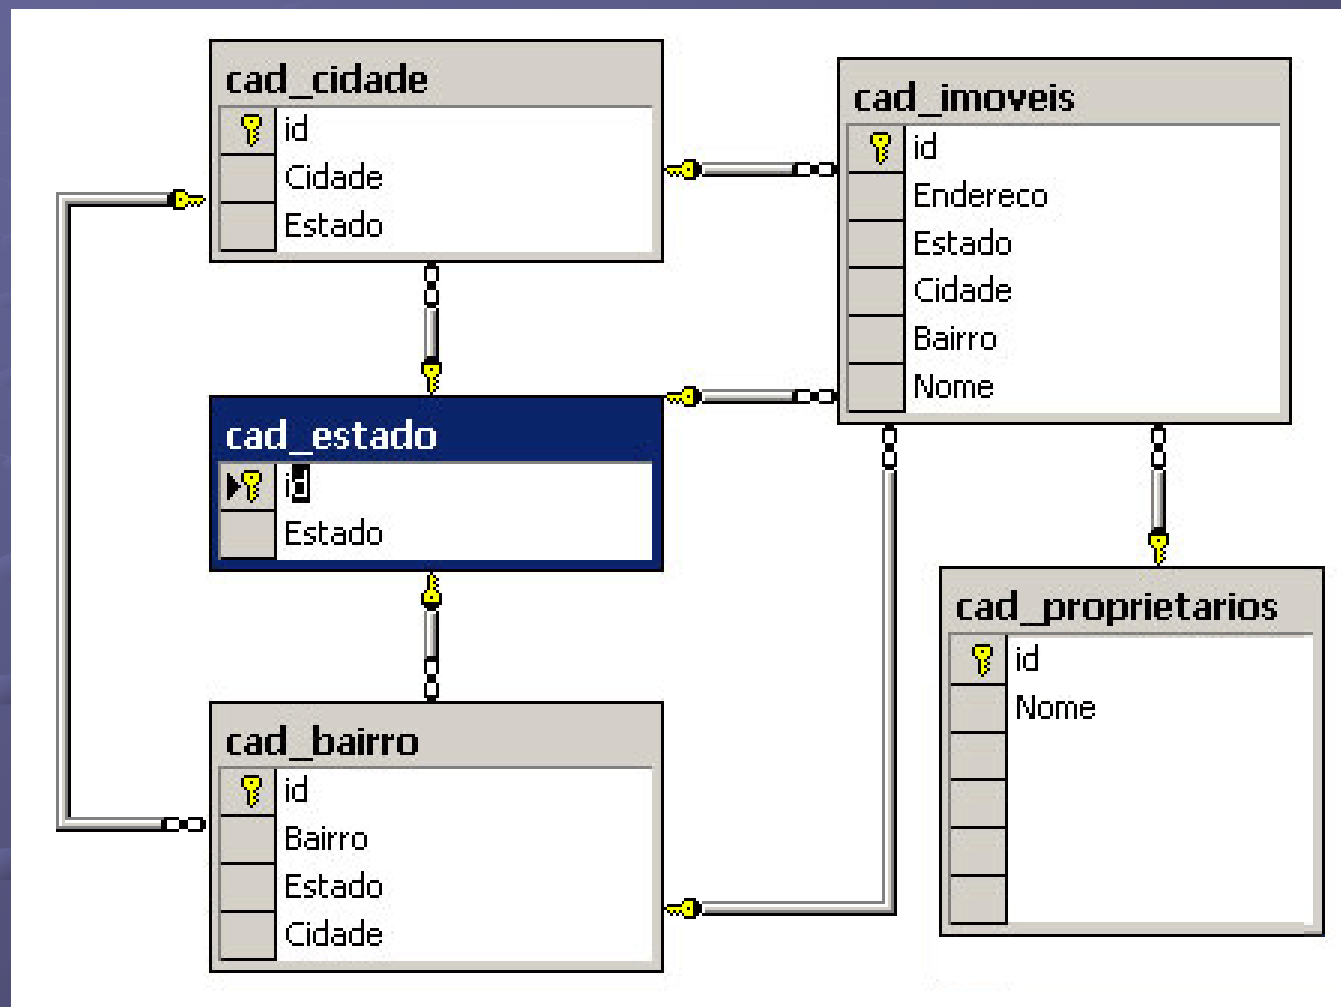 cad_cidade
id
Cidade
Estado
cad_imoveis
id
Endereco
Estado
Cidade
Bairro
Nome
cad_estado
id
Estado
cad_bairro
id
Bairro
Estado
Cidade
cad_proprietarios
id
Nome